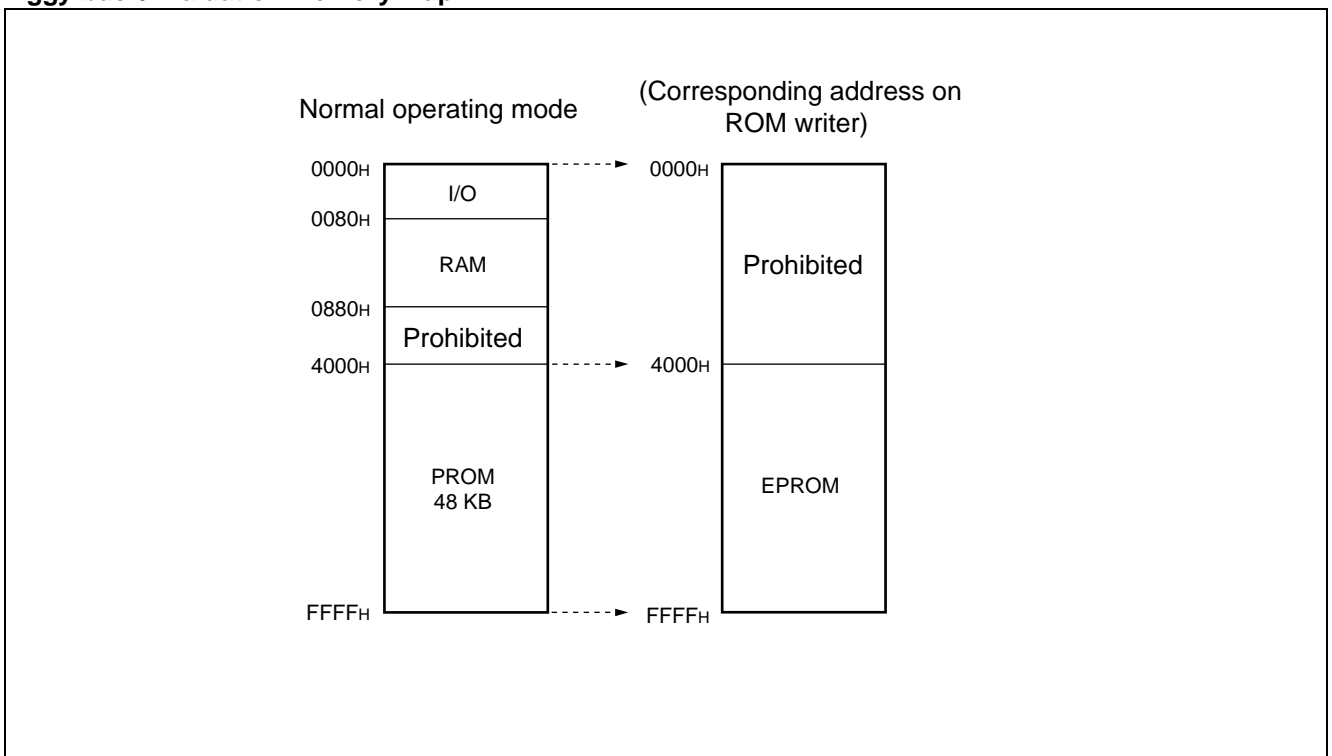 Normal operating mode
(Corresponding address on
ROM writer)
0000H
I/O
0080H
RAM
0880H
Prohibited
4000H
PROM
48 KB
FFFFH
0000H
Prohibited
4000H
EPROM
FFFFH